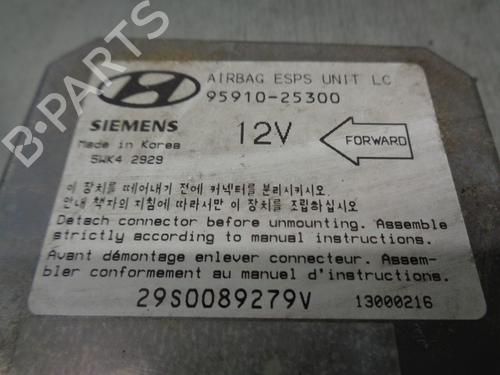 B-PARTS
AIRBAG ESPS UNIT LC
95910-25300
SIEMENS
12V
FORWARD
Made in Korea
5WK4 2929
이 장치를 떼어내기 전에 커넥터를 분리시키시오.
안내 책자의 지침에 따라서만 이 장치를 조립하십시오.
Detach connector before unmounting. Assemble
strictly according to manual instructions.
Avant démontage enlever connecteur. Assem-
bler conformement au manuel d'instructions.
29S0089279V
13000216